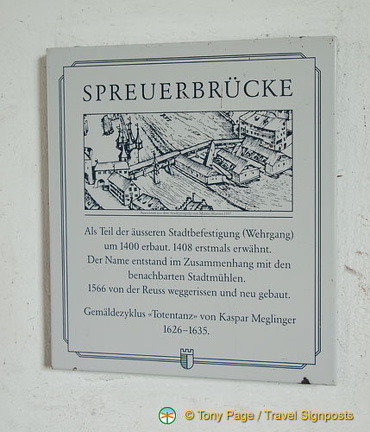 SPREUERBRÜCKE
Als Teil der äusseren Stadtbefestigung (Wehrgang)
um 1400 erbaut. 1408 erstmals erwähnt.
Der Name entstand im Zusammenhang mit den
benachbarten Stadtmühlen.
1566 von der Reuss weggerissen und neu gebaut.
Gemäldezyklus «Totentanz» von Kaspar Meglinger
1626–1635.
© Tony Page / Travel Signposts